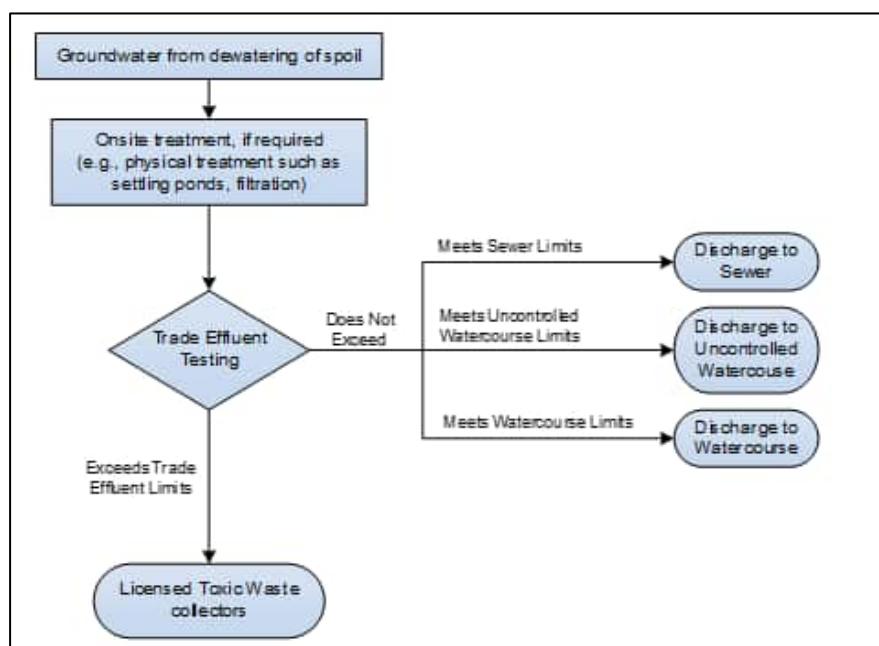 Groundwater from dewatering of spoil
Onsite treatment, if required
(e.g., physical treatment such as
settling ponds, filtration)
Meets Sewer Limits
Discharge to
Sewer
Trade Effluent
Testing
Does Not
Exceed
Meets Uncontrolled
Watercourse Limits
Discharge to
Uncontrolled
Watercouse
Meets Watercourse Limits
Discharge to
Watercourse
Exceeds Trade
Effluent Limits
Licensed Toxic Waste
collectors